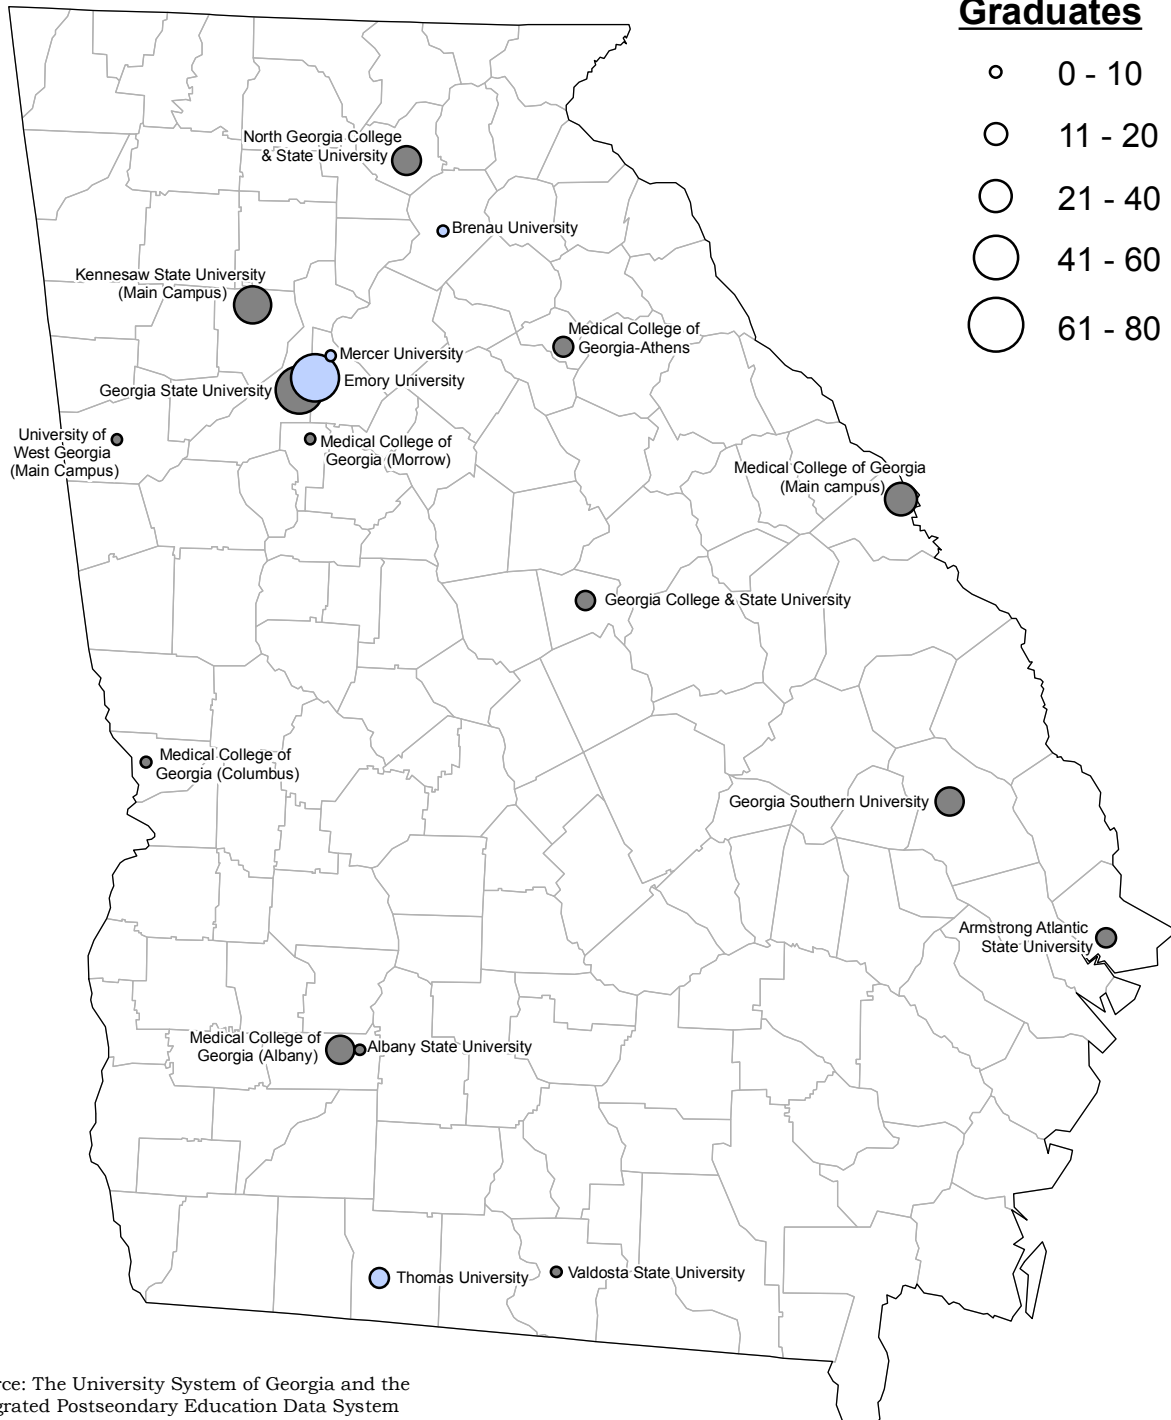 Graduates
0 - 10
11 - 20
21 - 40
41 - 60
61 - 80
North Georgia College
& State University
Brenau University
Kennesaw State University
(Main Campus)
Medical College of
Georgia-Athens
Mercer University
Emory University
Georgia State University
University of
West Georgia
(Main Campus)
Medical College of
Georgia (Morrow)
Medical College of Georgia
(Main campus)
Georgia College & State University
Medical College of
Georgia (Columbus)
Georgia Southern University
Armstrong Atlantic
State University
Medical College of
Georgia (Albany)
Albany State University
Thomas University
Valdosta State University
rce: The University System of Georgia and the
grated Postseondary Education Data System